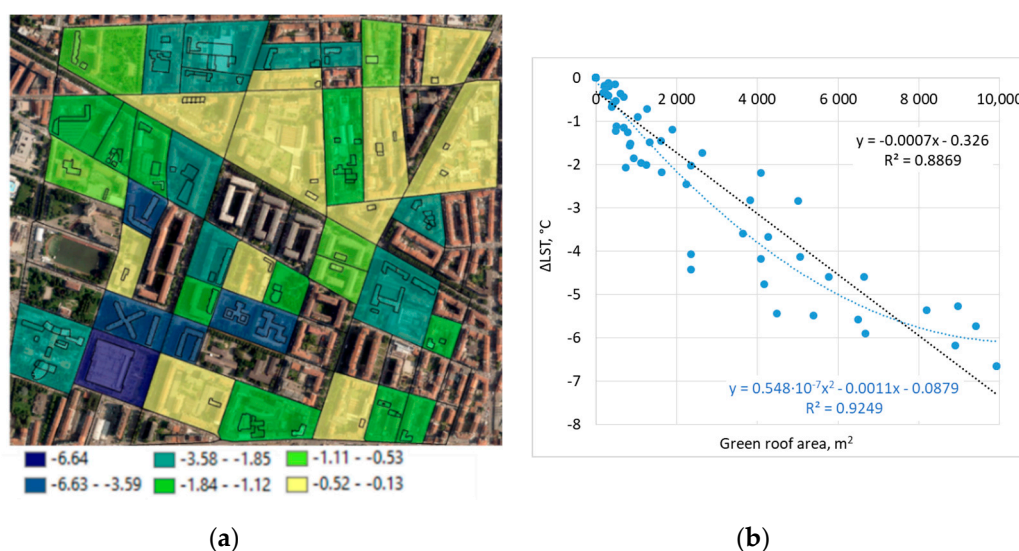 -6.64
-6.63 - -3.59
-3.58 - -1.85
-1.84 - -1.12
-1.11 - -0.53
-0.52 - -0.13
(a)
0 2 000 4 000 6 000 8 000 10,000
0
-1
-2
-3
-4
-5
-6
-7
-8
ΔLST, °C
y = -0.0007x - 0.326
R² = 0.8869
y = 0.548·10⁻⁷x² - 0.0011x - 0.0879
R² = 0.9249
Green roof area, m²
(b)